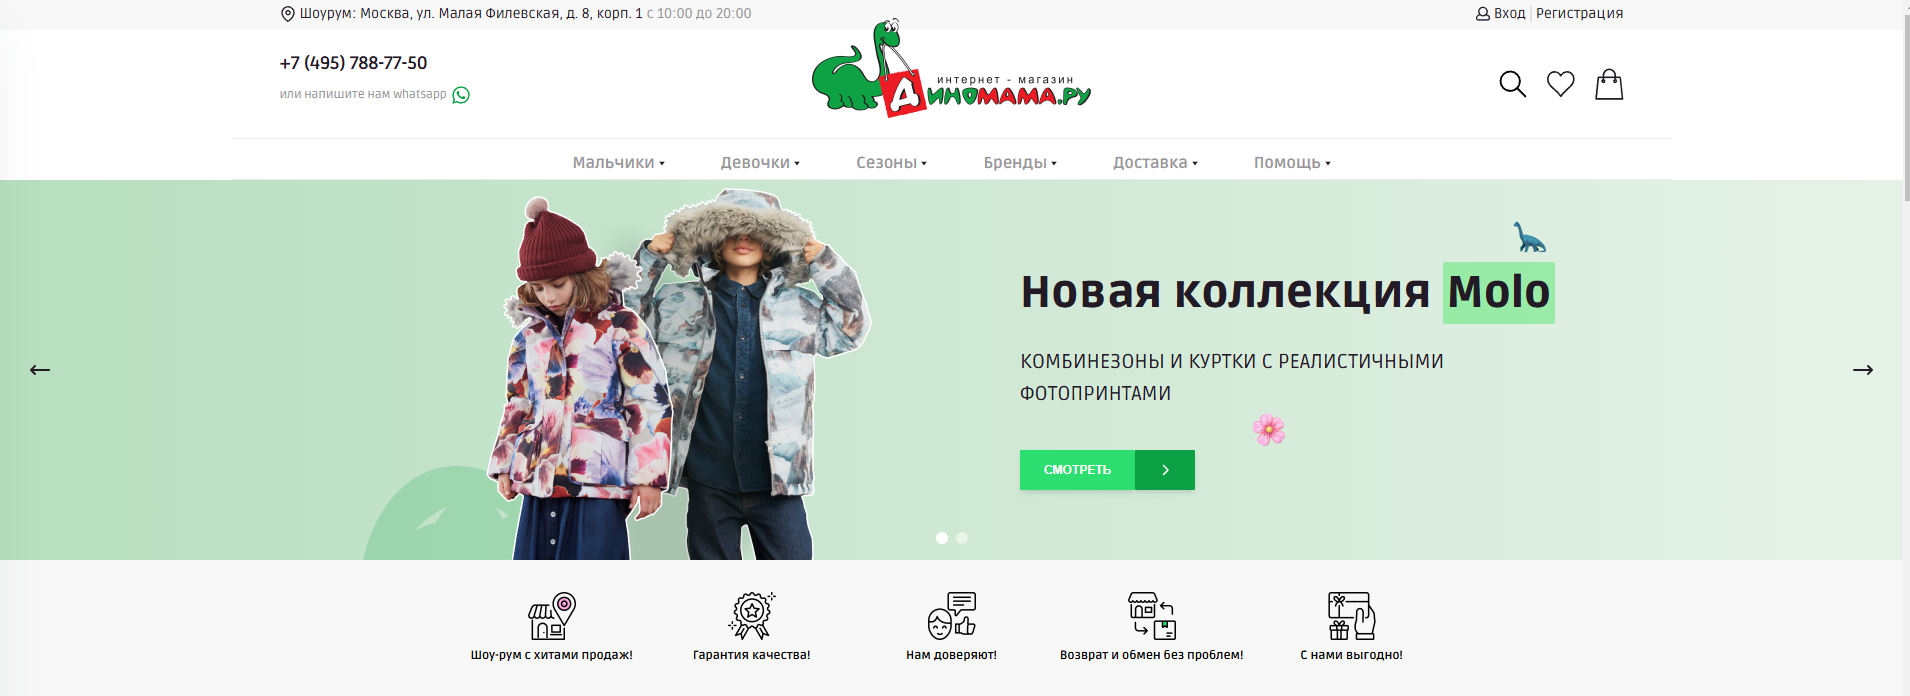 Шоурум: Москва, ул. Малая Филевская, д. 8, корп. 1 с 10:00 до 20:00
Вход | Регистрация
+7 (495) 788-77-50
или напишите нам whatsapp
интернет - магазин
ДИНОМАМА.РУ
Мальчики
Девочки
Сезоны
Бренды
Доставка
Помощь
Новая коллекция Molo
КОМБИНЕЗОНЫ И КУРТКИ С РЕАЛИСТИЧНЫМИ
ФОТОПРИНТАМИ
СМОТРЕТЬ
Шоу-рум с хитами продаж!
Гарантия качества!
Нам доверяют!
Возврат и обмен без проблем!
С нами выгодно!